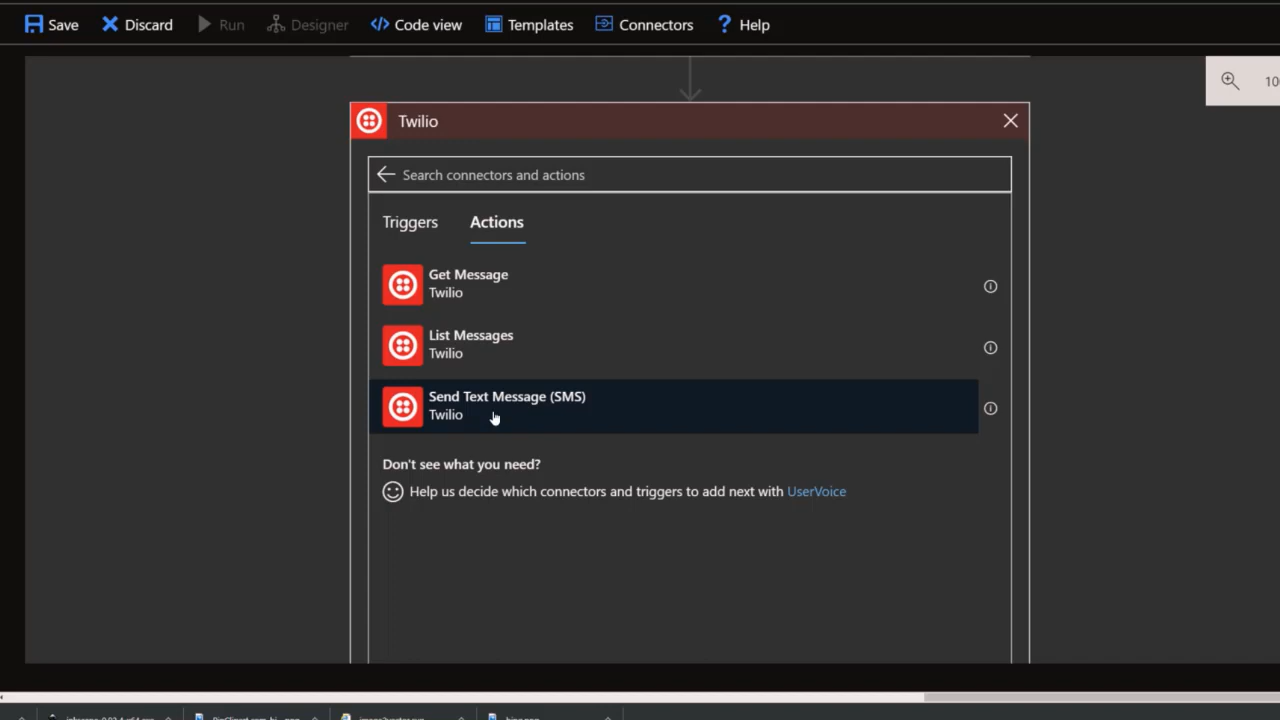 Save Discard Run Designer Code view Templates Connectors Help
10
Twilio
Search connectors and actions
Triggers Actions
Get Message
Twilio
List Messages
Twilio
Send Text Message (SMS)
Twilio
Don't see what you need?
Help us decide which connectors and triggers to add next with UserVoice